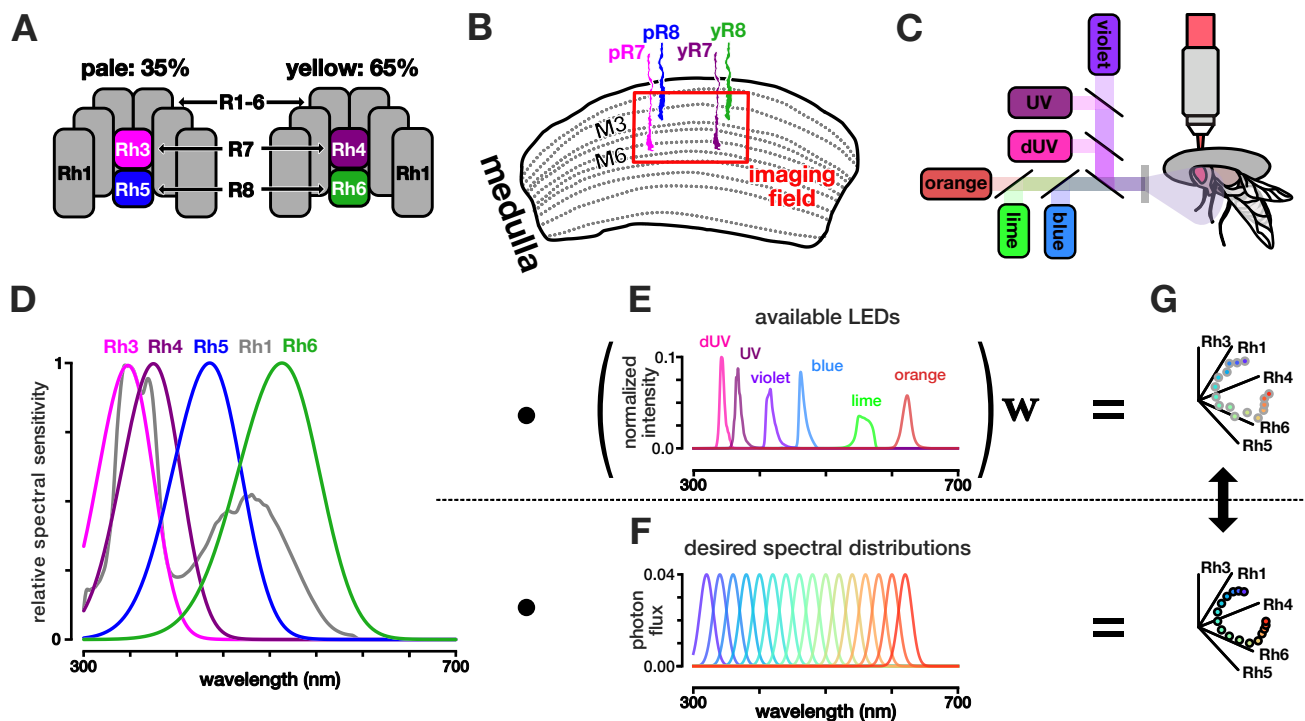 A
pale: 35%
yellow: 65%
R1-6
Rh3
R7
Rh4
Rh1
Rh1
Rh5
R8
Rh6
B
pR8
yR8
pR7
yR7
M3
M6
medulla
imaging
field
C
violet
UV
dUV
orange
lime
blue
D
Rh3
Rh4
Rh5
Rh1
Rh6
1
relative spectral sensitivity
0
300
700
wavelength (nm)
E
available LEDs
dUV
UV
violet
blue
lime
orange
0.1
normalized
intensity
0.0
300
700
w
=
F
desired spectral distributions
0.04
photon
flux
0.00
300
700
wavelength (nm)
=
G
Rh3
Rh1
Rh4
Rh6
Rh5
Rh3
Rh1
Rh4
Rh6
Rh5